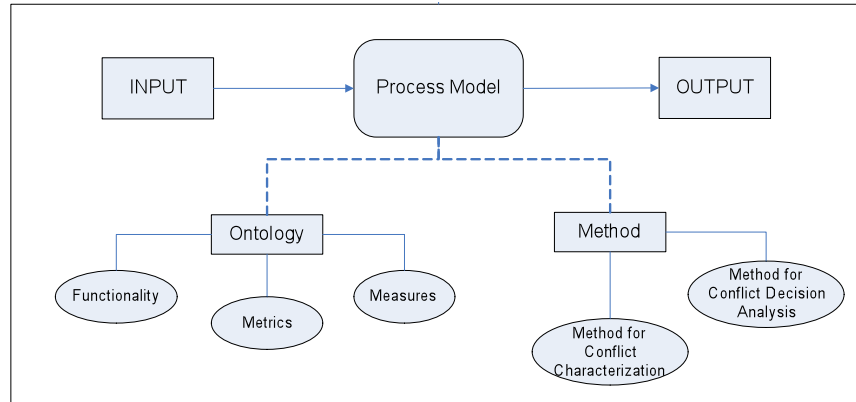 INPUT
Process Model
OUTPUT
Ontology
Method
Functionality
Metrics
Measures
Method for
Conflict
Characterization
Method for
Conflict Decision
Analysis